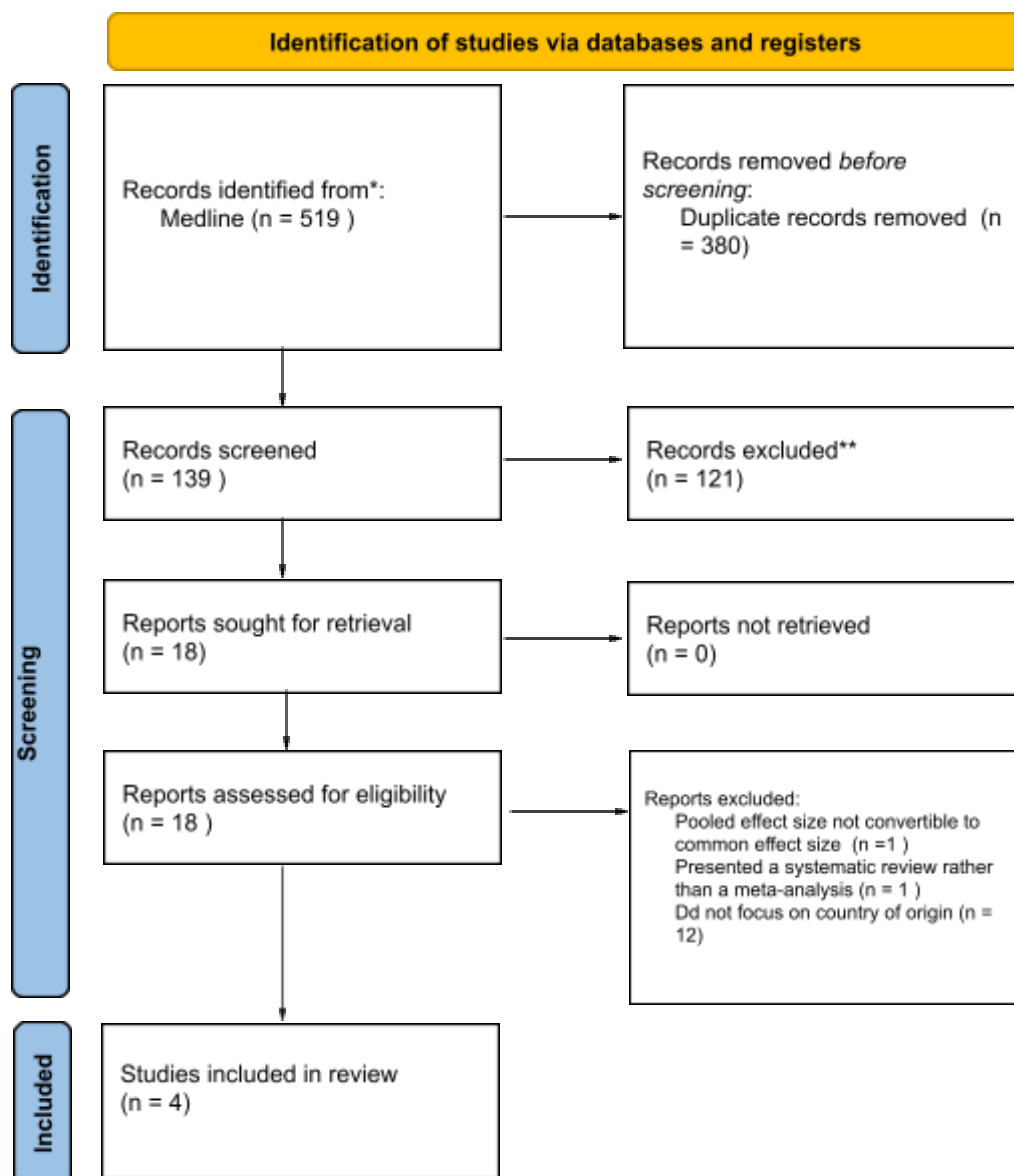 Identification of studies via databases and registers
Identification
Records identified from*:
Medline (n = 519 )
Records removed before
screening:
Duplicate records removed (n
= 380)
Screening
Records screened
(n = 139 )
Records excluded**
(n = 121)
Reports sought for retrieval
(n = 18)
Reports not retrieved
(n = 0)
Reports assessed for eligibility
(n = 18 )
Reports excluded:
Pooled effect size not convertible to
common effect size (n =1 )
Presented a systematic review rather
than a meta-analysis (n = 1 )
Dd not focus on country of origin (n =
12)
Included
Studies included in review
(n = 4)